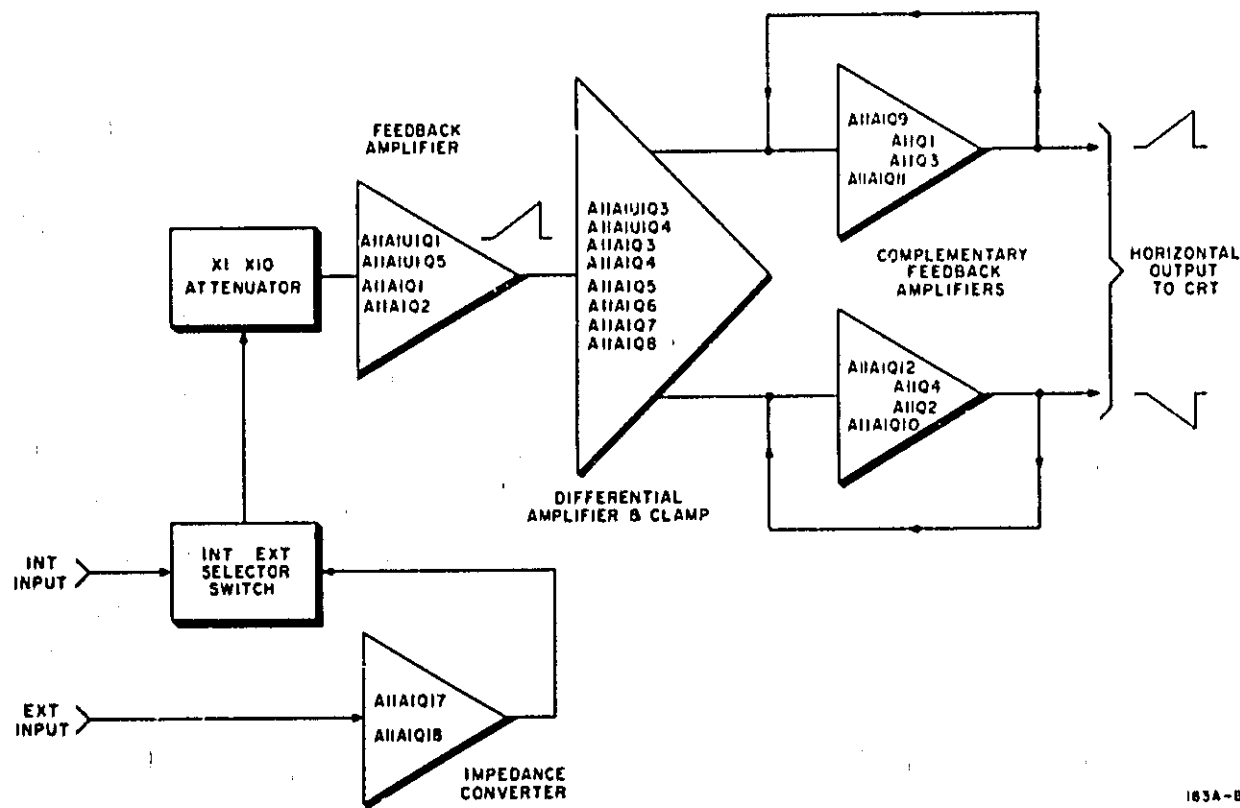 FEEDBACK
AMPLIFIER
A11A1U1Q1
A11A1U1Q5
A11A1Q1
A11A1Q2
X1 X10
ATTENUATOR
A11A1U1Q3
A11A1U1Q4
A11A1Q3
A11A1Q4
A11A1Q5
A11A1Q6
A11A1Q7
A11A1Q8
DIFFERENTIAL
AMPLIFIER & CLAMP
A11A1Q9
A11Q1
A11Q3
A11A1Q11
COMPLEMENTARY
FEEDBACK
AMPLIFIERS
A11A1Q12
A11Q4
A11Q2
A11A1Q10
HORIZONTAL
OUTPUT
TO CRT
INT
INPUT
INT EXT
SELECTOR
SWITCH
EXT
INPUT
A11A1Q17
A11A1Q18
IMPEDANCE
CONVERTER